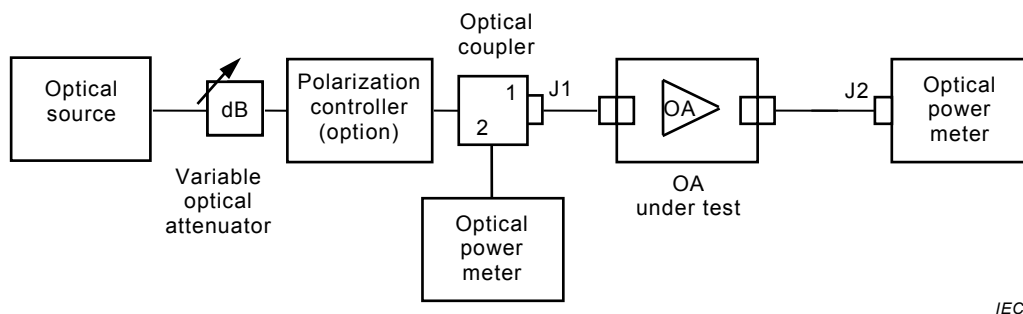 Optical
source
dB
Variable
optical
attenuator
Polarization
controller
(option)
Optical
coupler
1
2
J1
Optical
power
meter
OA
OA
under test
J2
Optical
power
meter
IEC